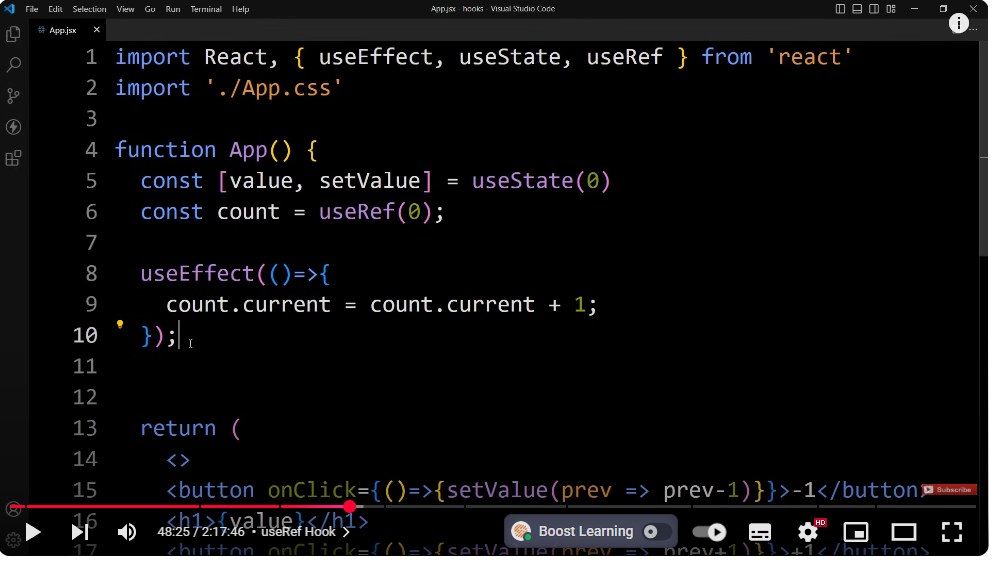 File Edit Selection View Go Run Terminal Help
App.jsx - hooks - Visual Studio Code
App.jsx
1 import React, { useEffect, useState, useRef } from 'react'
2 import './App.css'
3
4 function App() {
5 const [value, setValue] = useState(0)
6 const count = useRef(0);
7
8 useEffect(()=>{
9 count.current = count.current + 1;
10 });
11
12
13 return (
14 <>
15 <button onClick={()=>{setValue(prev => prev-1)}}>-1</button>
Subscribe
16 <h1>{value}</h1>
48:25 / 2:17:46 • useRef Hook
Boost Learning
HD
17 <button onClick={()=>{setValue(prev => prev+1)}}>+1</button>